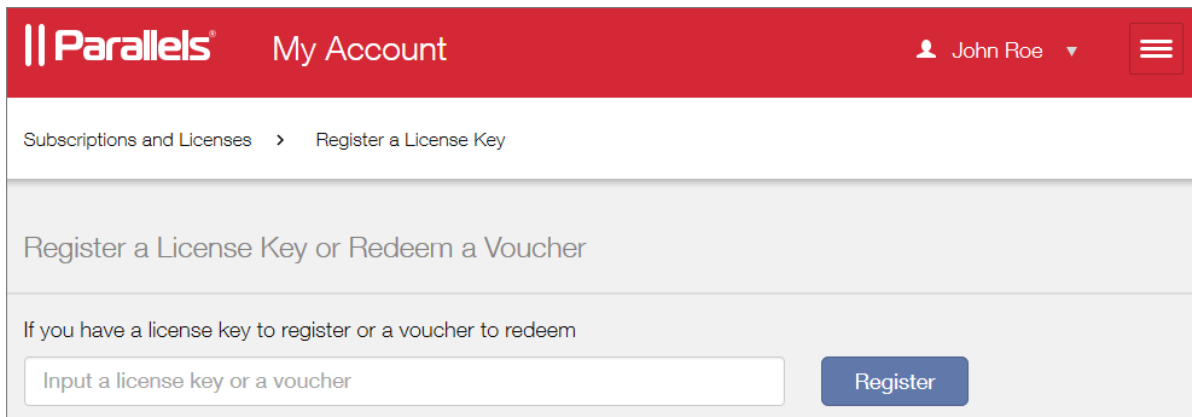 Parallels® My Account John Roe
Subscriptions and Licenses > Register a License Key
Register a License Key or Redeem a Voucher
If you have a license key to register or a voucher to redeem
Input a license key or a voucher Register